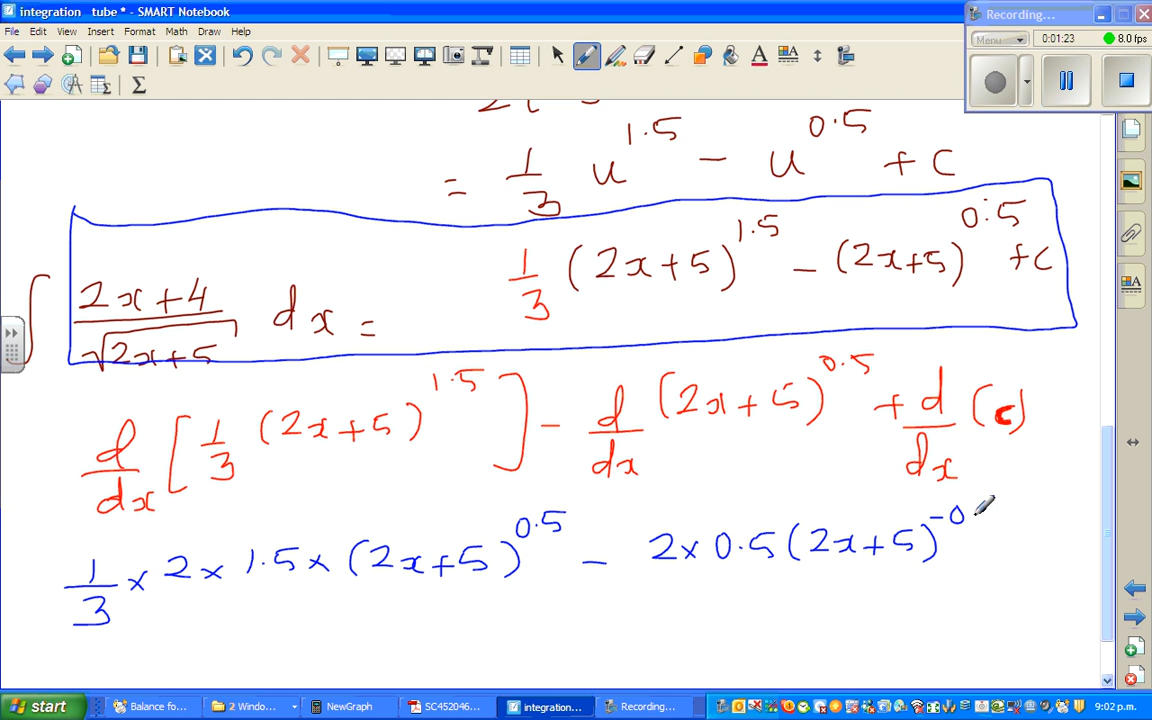 integration tube * - SMART Notebook
Recording...
File Edit View Insert Format Math Draw Help
Menu 0:01:23 8.0 fps
= 1/3 u^1.5 - u^0.5 + c
∫ (2x+4)/√(2x+5) dx = 1/3 (2x+5)^1.5 - (2x+5)^0.5 + c
d/dx [1/3 (2x+5)^1.5] - d/dx (2x+5)^0.5 + d/dx (c)
1/3 × 2 × 1.5 × (2x+5)^0.5 - 2 × 0.5 (2x+5)^-0
start Balance fo... 2 Windo... NewGraph SC452046... integration... Recording... 9:02 p.m.